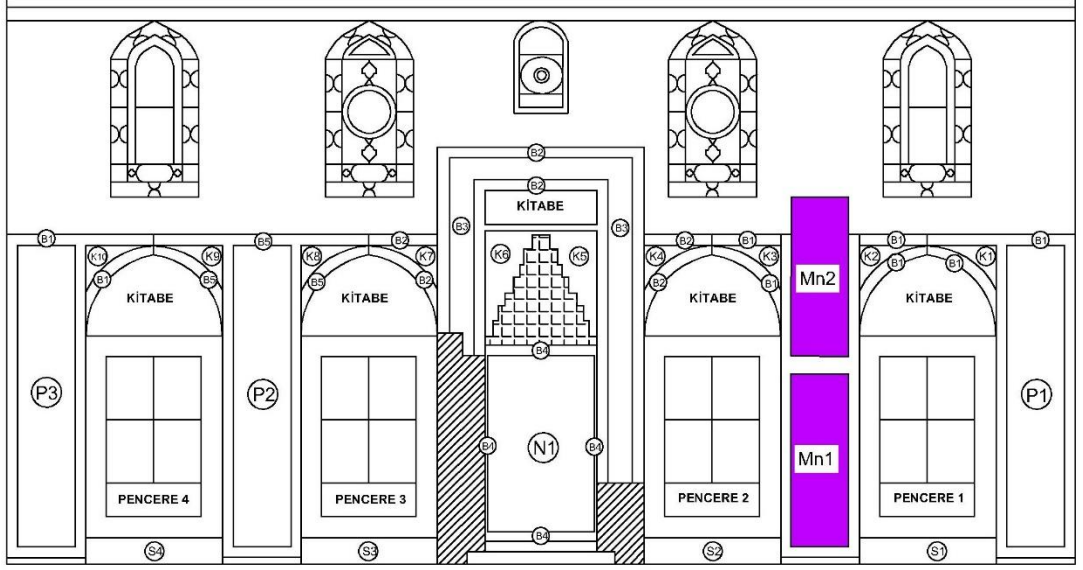 B2
B2
KİTABE
B3
B3
B1
B5
B2
B2
B1
B1
B1
K10
K9
K8
K7
K6
K5
K4
K3
K2
K1
B1
B5
B5
B2
B2
B1
B1
B1
Mn2
KİTABE
KİTABE
KİTABE
KİTABE
B4
P3
P2
P1
B4
N1
B4
Mn1
PENCERE 4
PENCERE 3
PENCERE 2
PENCERE 1
B4
S4
S3
S2
S1